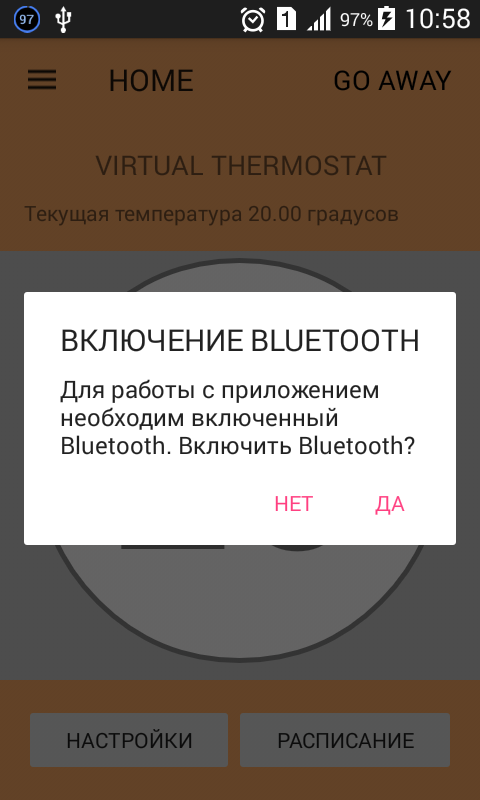 97 1 97% 10:58
HOME GO AWAY
VIRTUAL THERMOSTAT
Текущая температура 20.00 градусов
ВКЛЮЧЕНИЕ BLUETOOTH
Для работы с приложением
необходим включенный
Bluetooth. Включить Bluetooth?
НЕТ ДА
НАСТРОЙКИ РАСПИСАНИЕ